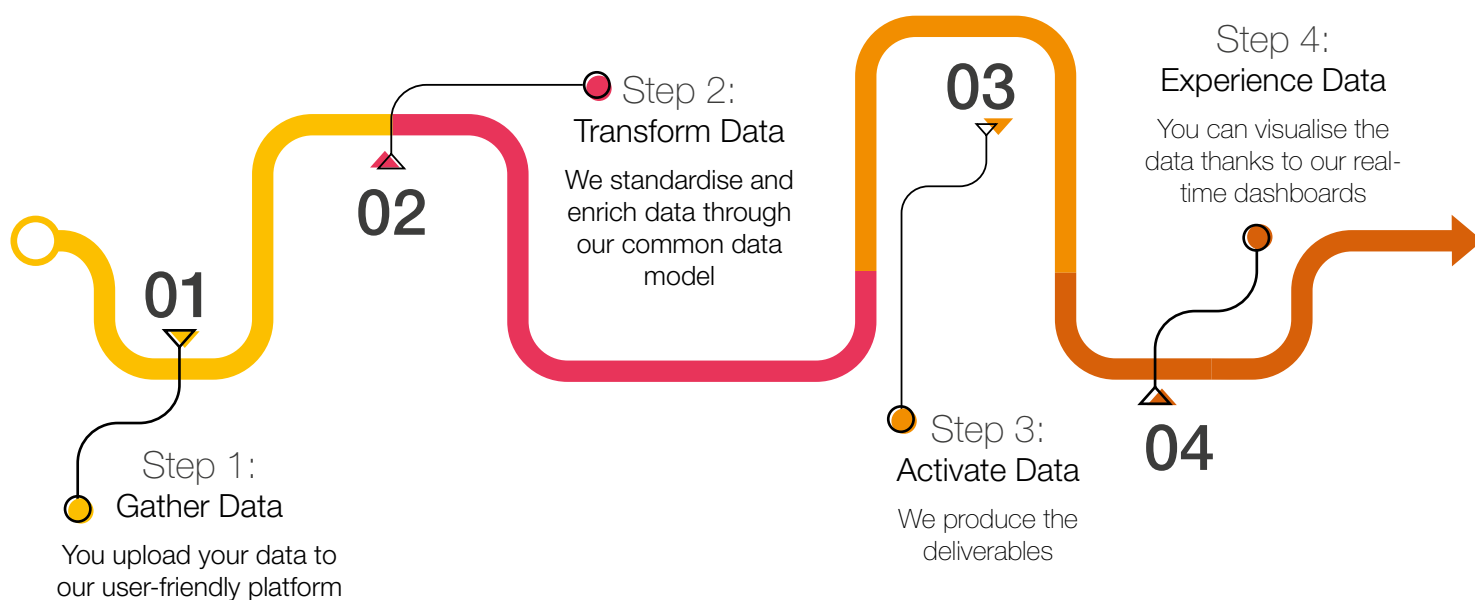 01
Step 1:
Gather Data
You upload your data to
our user-friendly platform
02
Step 2:
Transform Data
We standardise and
enrich data through
our common data
model
03
Step 3:
Activate Data
We produce the
deliverables
04
Step 4:
Experience Data
You can visualise the
data thanks to our real-
time dashboards